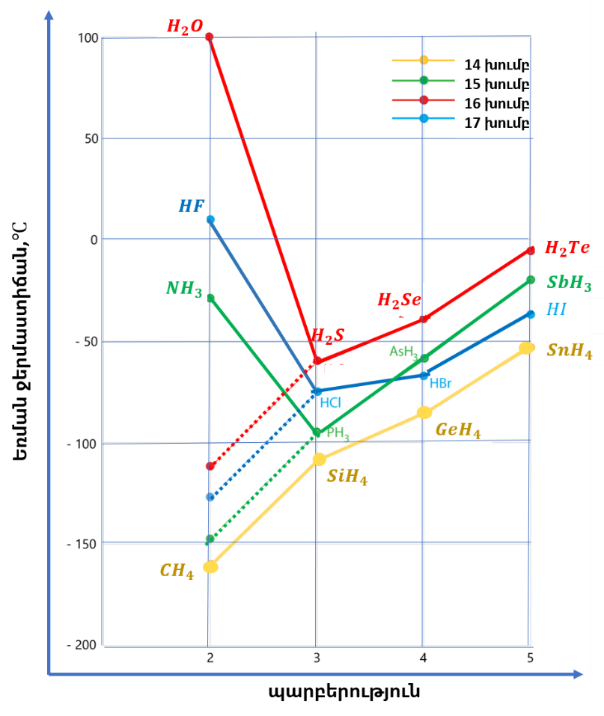 100
50
0
- 50
- 100
- 150
- 200
2
3
4
5
Եռման ջերմաստիճան,°C
պարբերություն
14 խումբ
15 խումբ
16 խումբ
17 խումբ
H₂O
HF
NH₃
CH₄
H₂S
HCl
PH₃
SiH₄
H₂Se
AsH₃
HBr
GeH₄
H₂Te
SbH₃
HI
SnH₄